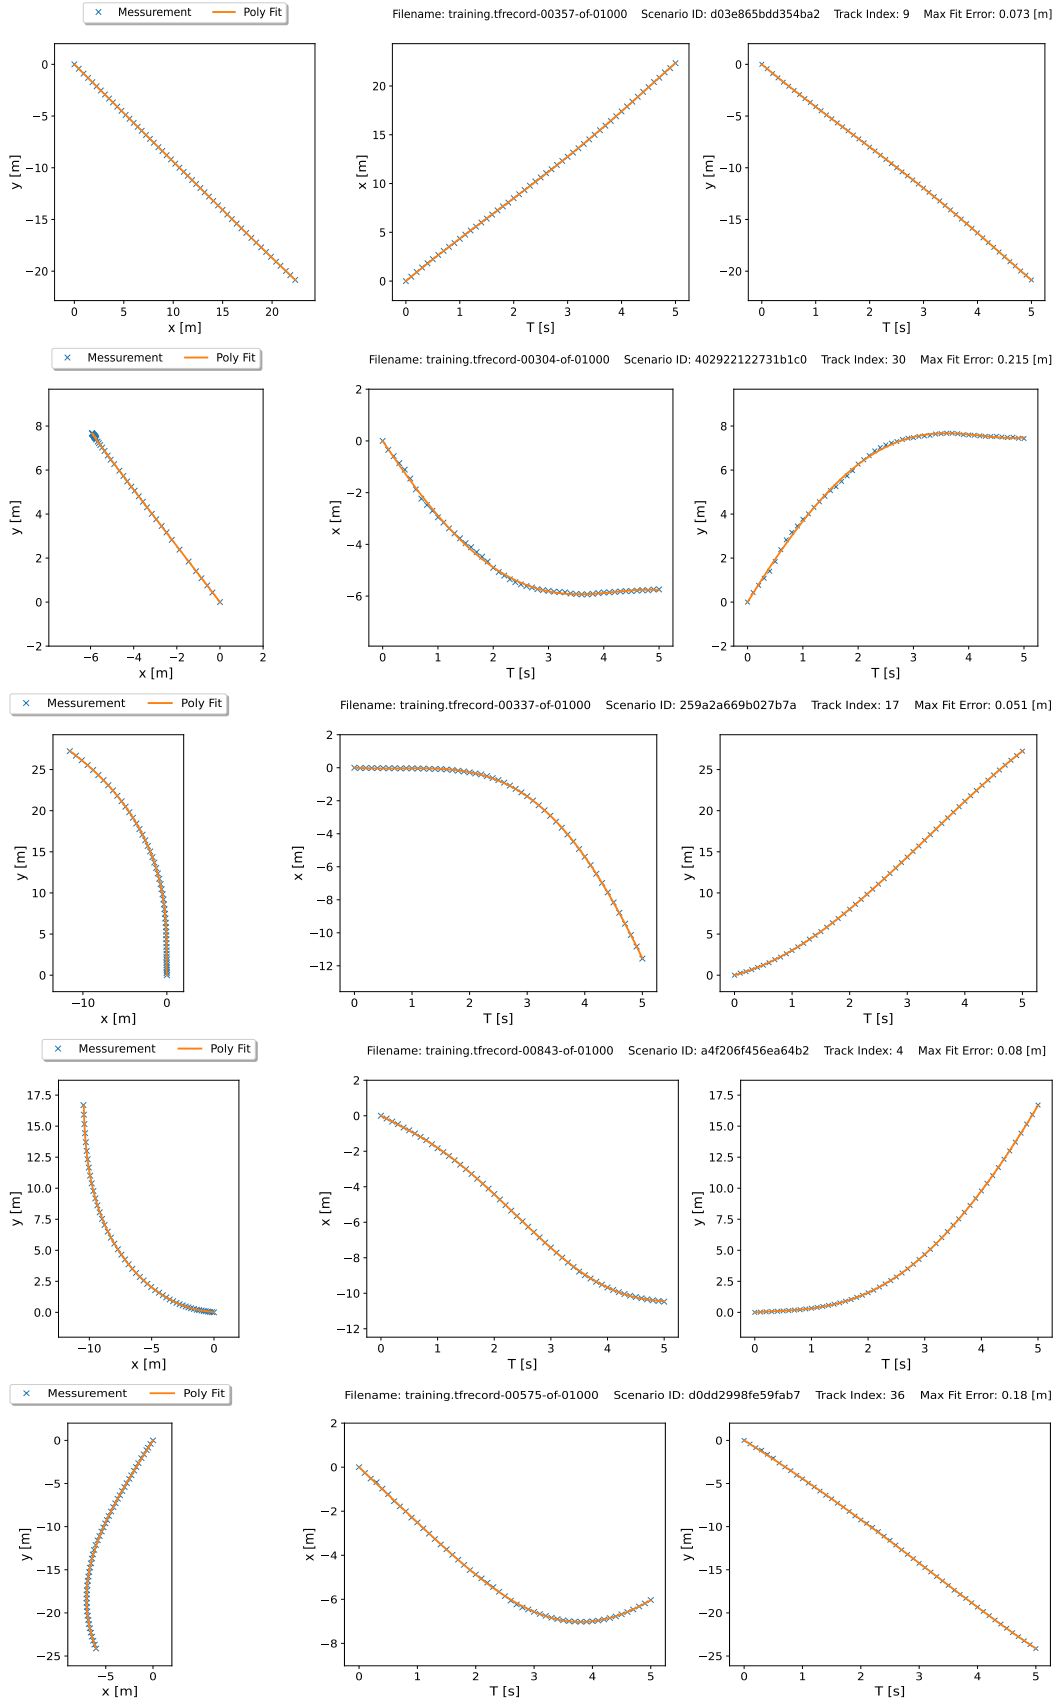 Messurement Poly Fit
Filename: training.tfrecord-00357-of-01000 Scenario ID: d03e865bdd354ba2 Track Index: 9 Max Fit Error: 0.073 [m]
y [m]
0
−5
−10
−15
−20
0 5 10 15 20
x [m]
x [m]
20
15
10
5
0
0 1 2 3 4 5
T [s]
y [m]
0
−5
−10
−15
−20
0 1 2 3 4 5
T [s]
Messurement Poly Fit
Filename: training.tfrecord-00304-of-01000 Scenario ID: 402922122731b1c0 Track Index: 30 Max Fit Error: 0.215 [m]
y [m]
8
6
4
2
0
−2
−6 −4 −2 0 2
x [m]
x [m]
2
0
−2
−4
−6
0 1 2 3 4 5
T [s]
y [m]
8
6
4
2
0
−2
0 1 2 3 4 5
T [s]
Messurement Poly Fit
Filename: training.tfrecord-00337-of-01000 Scenario ID: 259a2a669b027b7a Track Index: 17 Max Fit Error: 0.051 [m]
y [m]
25
20
15
10
5
0
−10 0
x [m]
x [m]
2
0
−2
−4
−6
−8
−10
−12
0 1 2 3 4 5
T [s]
y [m]
25
20
15
10
5
0
0 1 2 3 4 5
T [s]
Messurement Poly Fit
Filename: training.tfrecord-00843-of-01000 Scenario ID: a4f206f456ea64b2 Track Index: 4 Max Fit Error: 0.08 [m]
y [m]
17.5
15.0
12.5
10.0
7.5
5.0
2.5
0.0
−10 −5 0
x [m]
x [m]
2
0
−2
−4
−6
−8
−10
−12
0 1 2 3 4 5
T [s]
y [m]
17.5
15.0
12.5
10.0
7.5
5.0
2.5
0.0
0 1 2 3 4 5
T [s]
Messurement Poly Fit
Filename: training.tfrecord-00575-of-01000 Scenario ID: d0dd2998fe59fab7 Track Index: 36 Max Fit Error: 0.18 [m]
y [m]
0
−5
−10
−15
−20
−25
−5 0
x [m]
x [m]
2
0
−2
−4
−6
−8
0 1 2 3 4 5
T [s]
y [m]
0
−5
−10
−15
−20
−25
0 1 2 3 4 5
T [s]